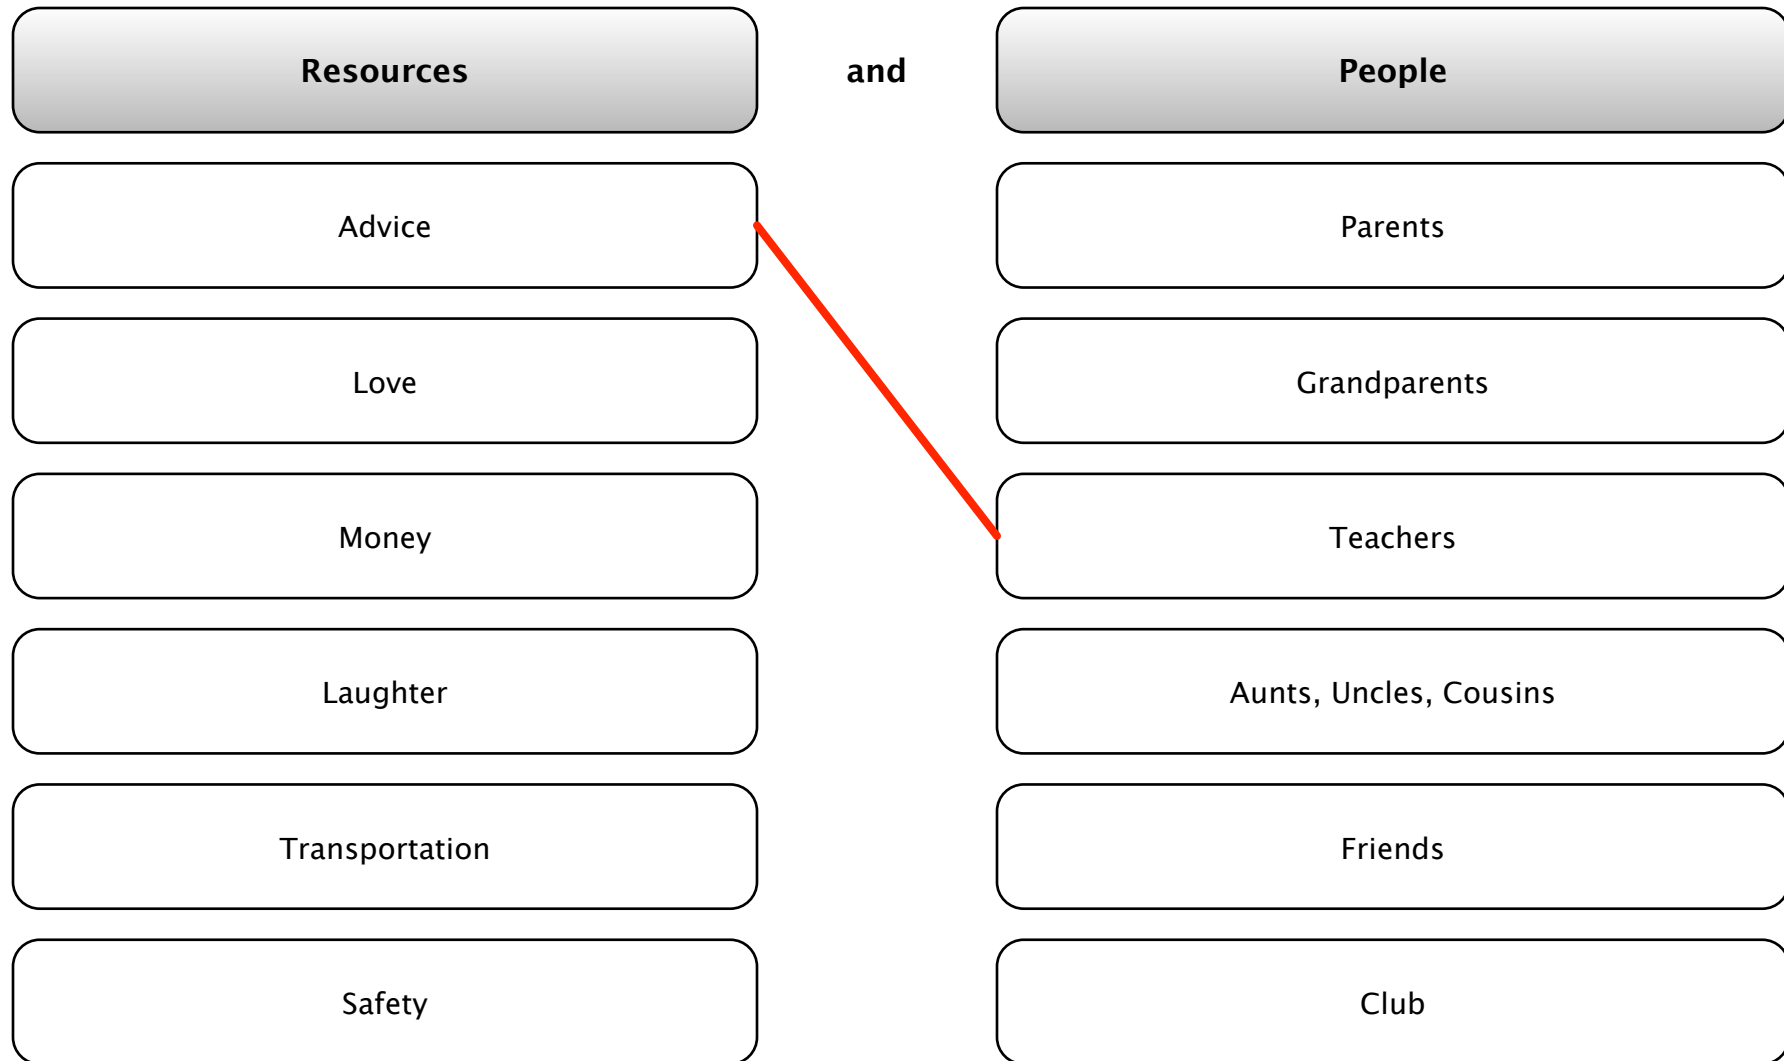 Resources and People
Advice Parents
Love Grandparents
Money Teachers
Laughter Aunts, Uncles, Cousins
Transportation Friends
Safety Club